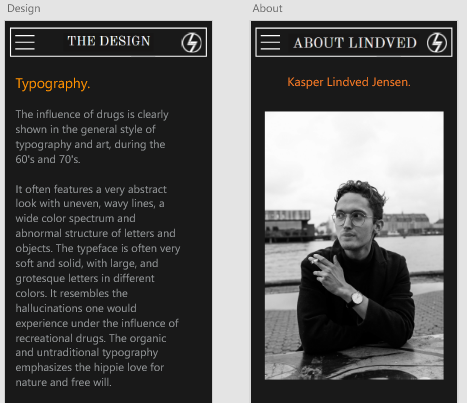 Design
THE DESIGN
Typography.
The influence of drugs is clearly
shown in the general style of
typography and art, during the
60's and 70's.
It often features a very abstract
look with uneven, wavy lines, a
wide color spectrum and
abnormal structure of letters and
objects. The typeface is often very
soft and solid, with large, and
grotesque letters in different
colors. It resembles the
hallucinations one would
experience under the influence of
recreational drugs. The organic
and untraditional typography
emphasizes the hippie love for
nature and free will.
About
ABOUT LINDVED
Kasper Lindved Jensen.